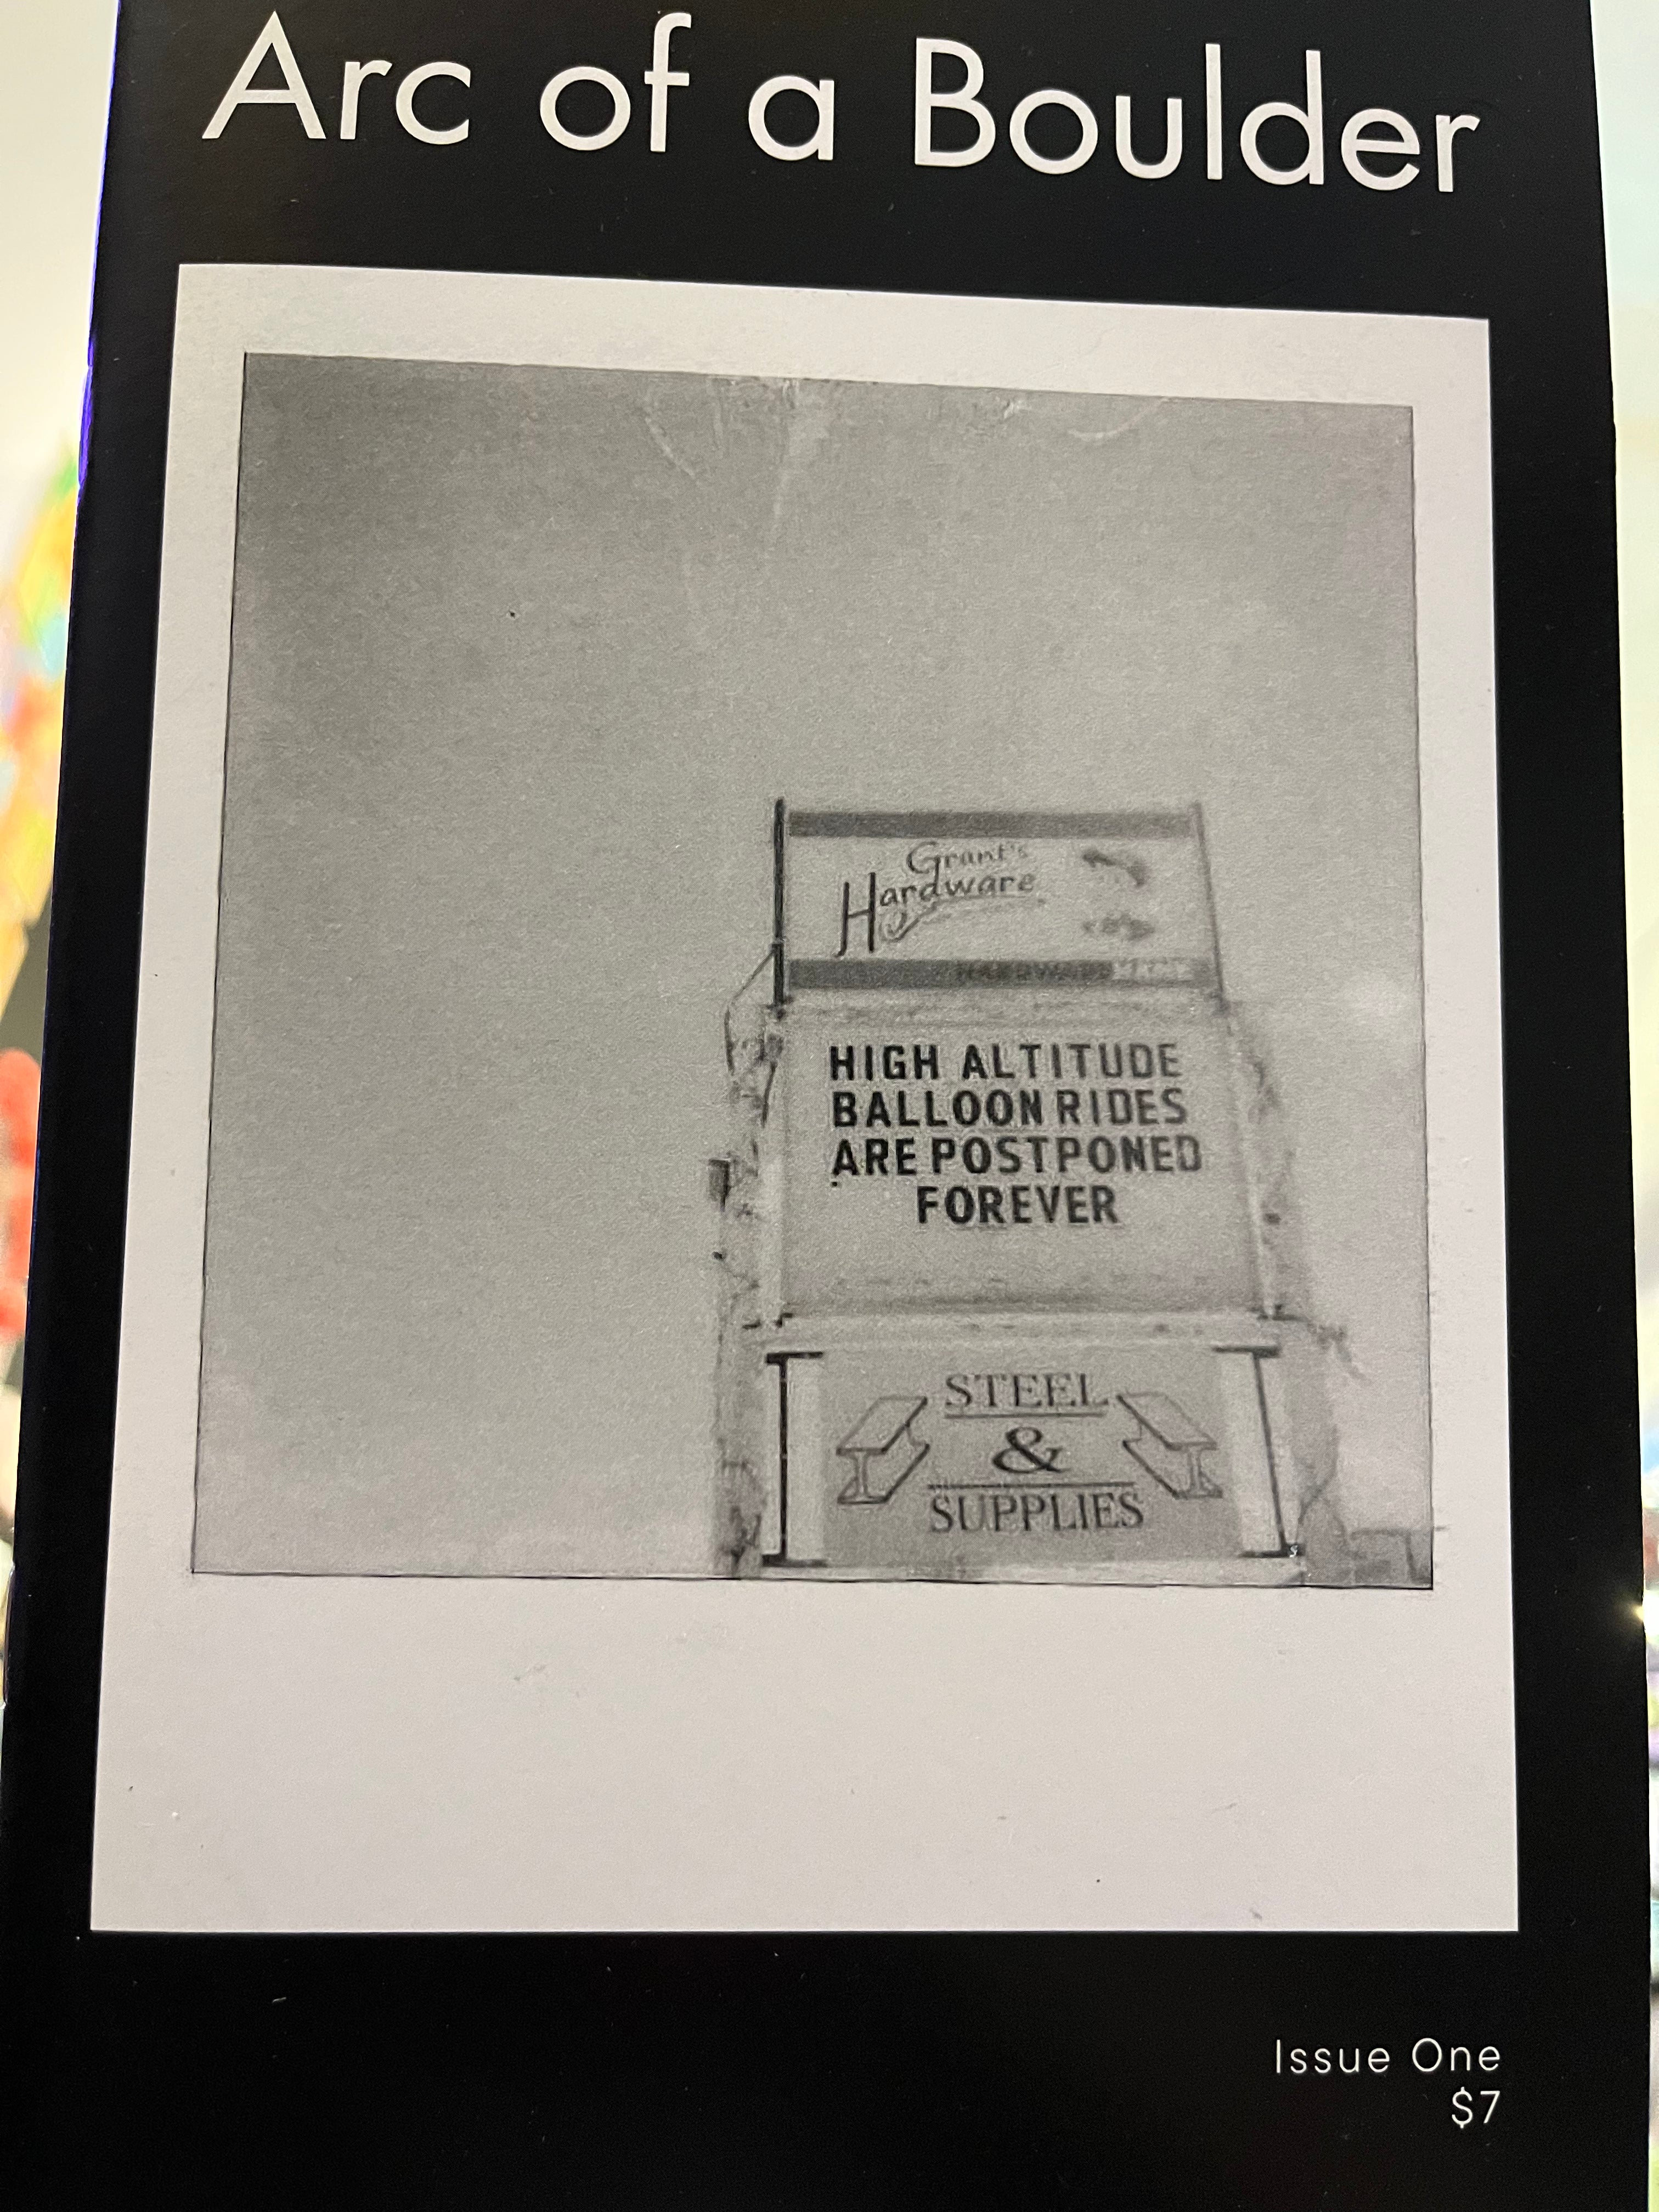 Arc of a Boulder
Grant's
Hardware
HIGH ALTITUDE
BALLOON RIDES
ARE POSTPONED
FOREVER
STEEL
&
SUPPLIES
Issue One
$7